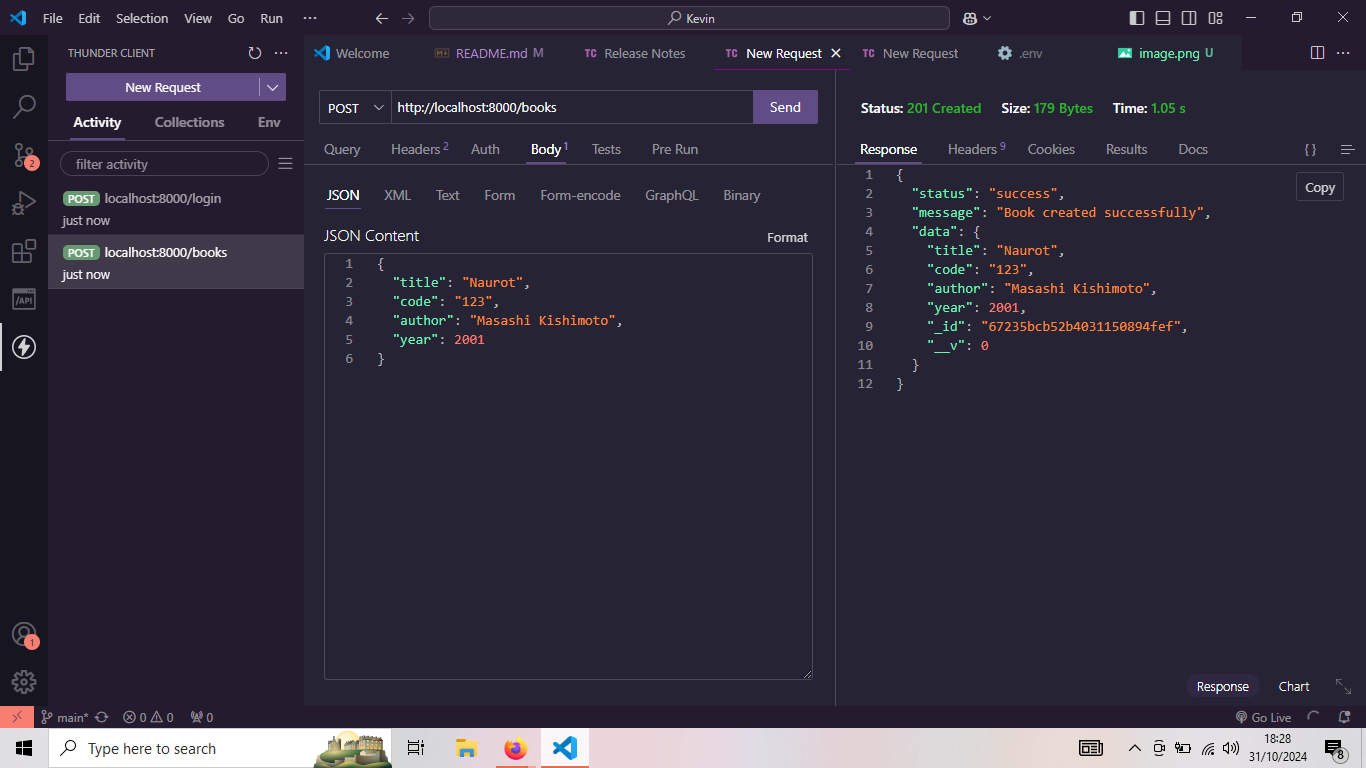 File Edit Selection View Go Run ··· Kevin
THUNDER CLIENT
Welcome README.md M TC Release Notes TC New Request TC New Request .env image.png U
New Request
Activity Collections Env
filter activity
POST localhost:8000/login
just now
POST localhost:8000/books
just now
POST http://localhost:8000/books Send
Query Headers 2 Auth Body 1 Tests Pre Run
JSON XML Text Form Form-encode GraphQL Binary
JSON Content Format
1 {
2 "title": "Naurot",
3 "code": "123",
4 "author": "Masashi Kishimoto",
5 "year": 2001
6 }
Status: 201 Created Size: 179 Bytes Time: 1.05 s
Response Headers 9 Cookies Results Docs { }
Copy
1 {
2 "status": "success",
3 "message": "Book created successfully",
4 "data": {
5 "title": "Naurot",
6 "code": "123",
7 "author": "Masashi Kishimoto",
8 "year": 2001,
9 "_id": "67235bcb52b4031150894fef",
10 "__v": 0
11 }
12 }
Response Chart
2
/API
1
main* 0 0 0 Go Live
Type here to search
18:28
31/10/2024
8